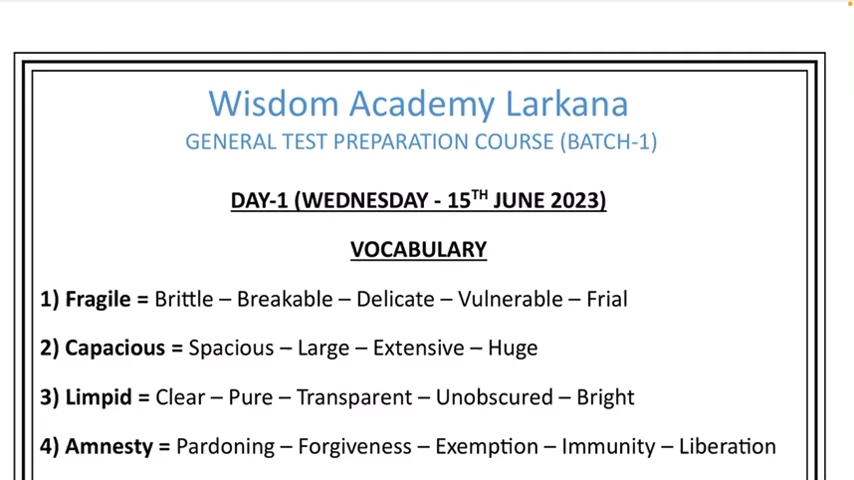 Wisdom Academy Larkana
GENERAL TEST PREPARATION COURSE (BATCH-1)
DAY-1 (WEDNESDAY - 15TH JUNE 2023)
VOCABULARY
1) Fragile = Brittle – Breakable – Delicate – Vulnerable – Frial
2) Capacious = Spacious – Large – Extensive – Huge
3) Limpid = Clear – Pure – Transparent – Unobscured – Bright
4) Amnesty = Pardoning – Forgiveness – Exemption – Immunity – Liberation